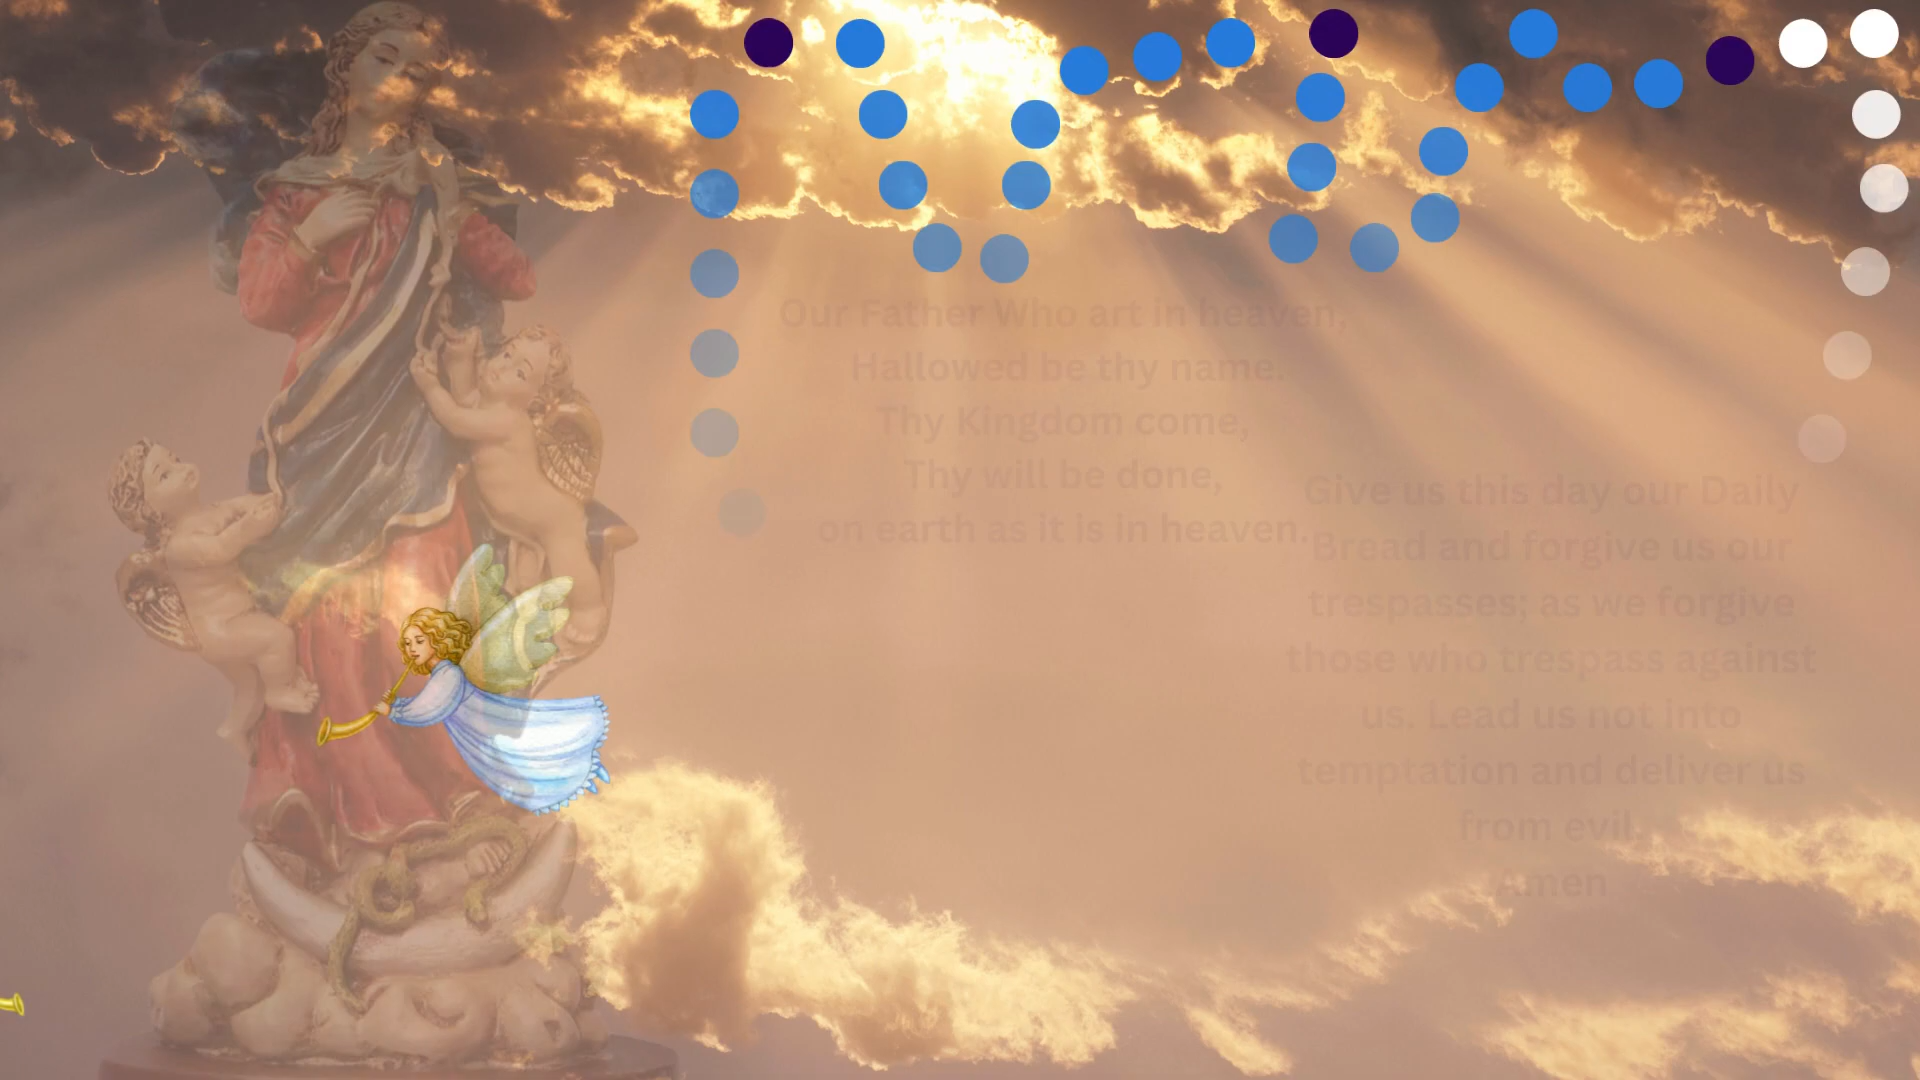 Our Father Who art in heaven,
Hallowed be thy name.
Thy Kingdom come,
Thy will be done,
on earth as it is in heaven.
Give us this day our Daily
Bread and forgive us our
trespasses; as we forgive
those who trespass against
us. Lead us not into
temptation and deliver us
from evil.
Amen